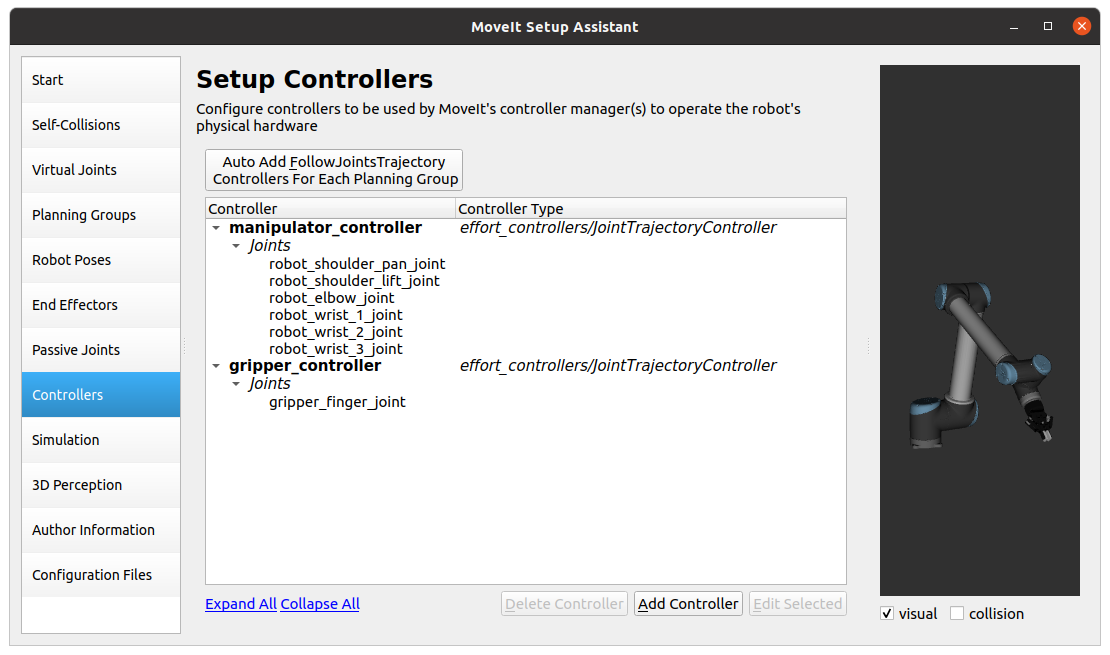 MoveIt Setup Assistant
Start
Self-Collisions
Virtual Joints
Planning Groups
Robot Poses
End Effectors
Passive Joints
Controllers
Simulation
3D Perception
Author Information
Configuration Files
Setup Controllers
Configure controllers to be used by MoveIt's controller manager(s) to operate the robot's
physical hardware
Auto Add FollowJointsTrajectory
Controllers For Each Planning Group
Controller Controller Type
manipulator_controller effort_controllers/JointTrajectoryController
Joints
robot_shoulder_pan_joint
robot_shoulder_lift_joint
robot_elbow_joint
robot_wrist_1_joint
robot_wrist_2_joint
robot_wrist_3_joint
gripper_controller effort_controllers/JointTrajectoryController
Joints
gripper_finger_joint
Expand All Collapse All Delete Controller Add Controller Edit Selected
visual collision